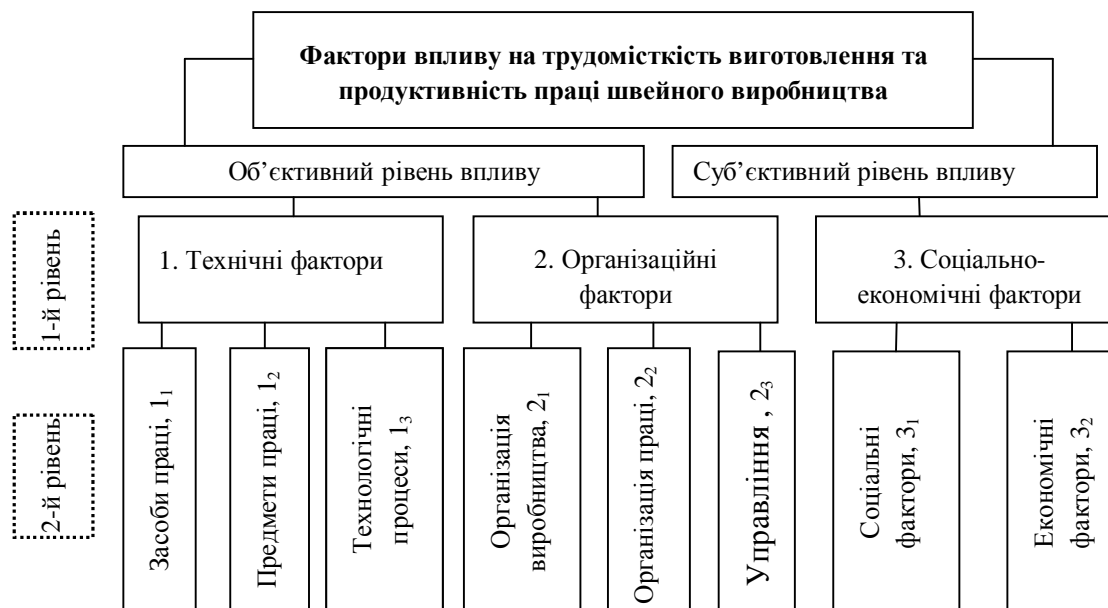 Фактори впливу на трудомісткість виготовлення та
продуктивність праці швейного виробництва
Об’єктивний рівень впливу
Суб’єктивний рівень впливу
1-й рівень
1. Технічні фактори
2. Організаційні
фактори
3. Соціально-
економічні фактори
2-й рівень
Засоби праці, 1₁
Предмети праці, 1₂
Технологічні
процеси, 1₃
Організація
виробництва, 2₁
Організація праці, 2₂
Управління , 2₃
Соціальні
фактори, 3₁
Економічні
фактори, 3₂